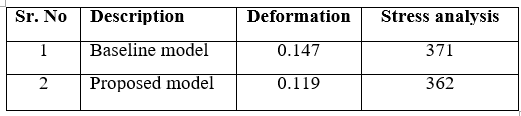 Sr. No Description Deformation Stress analysis
1 Baseline model 0.147 371
2 Proposed model 0.119 362